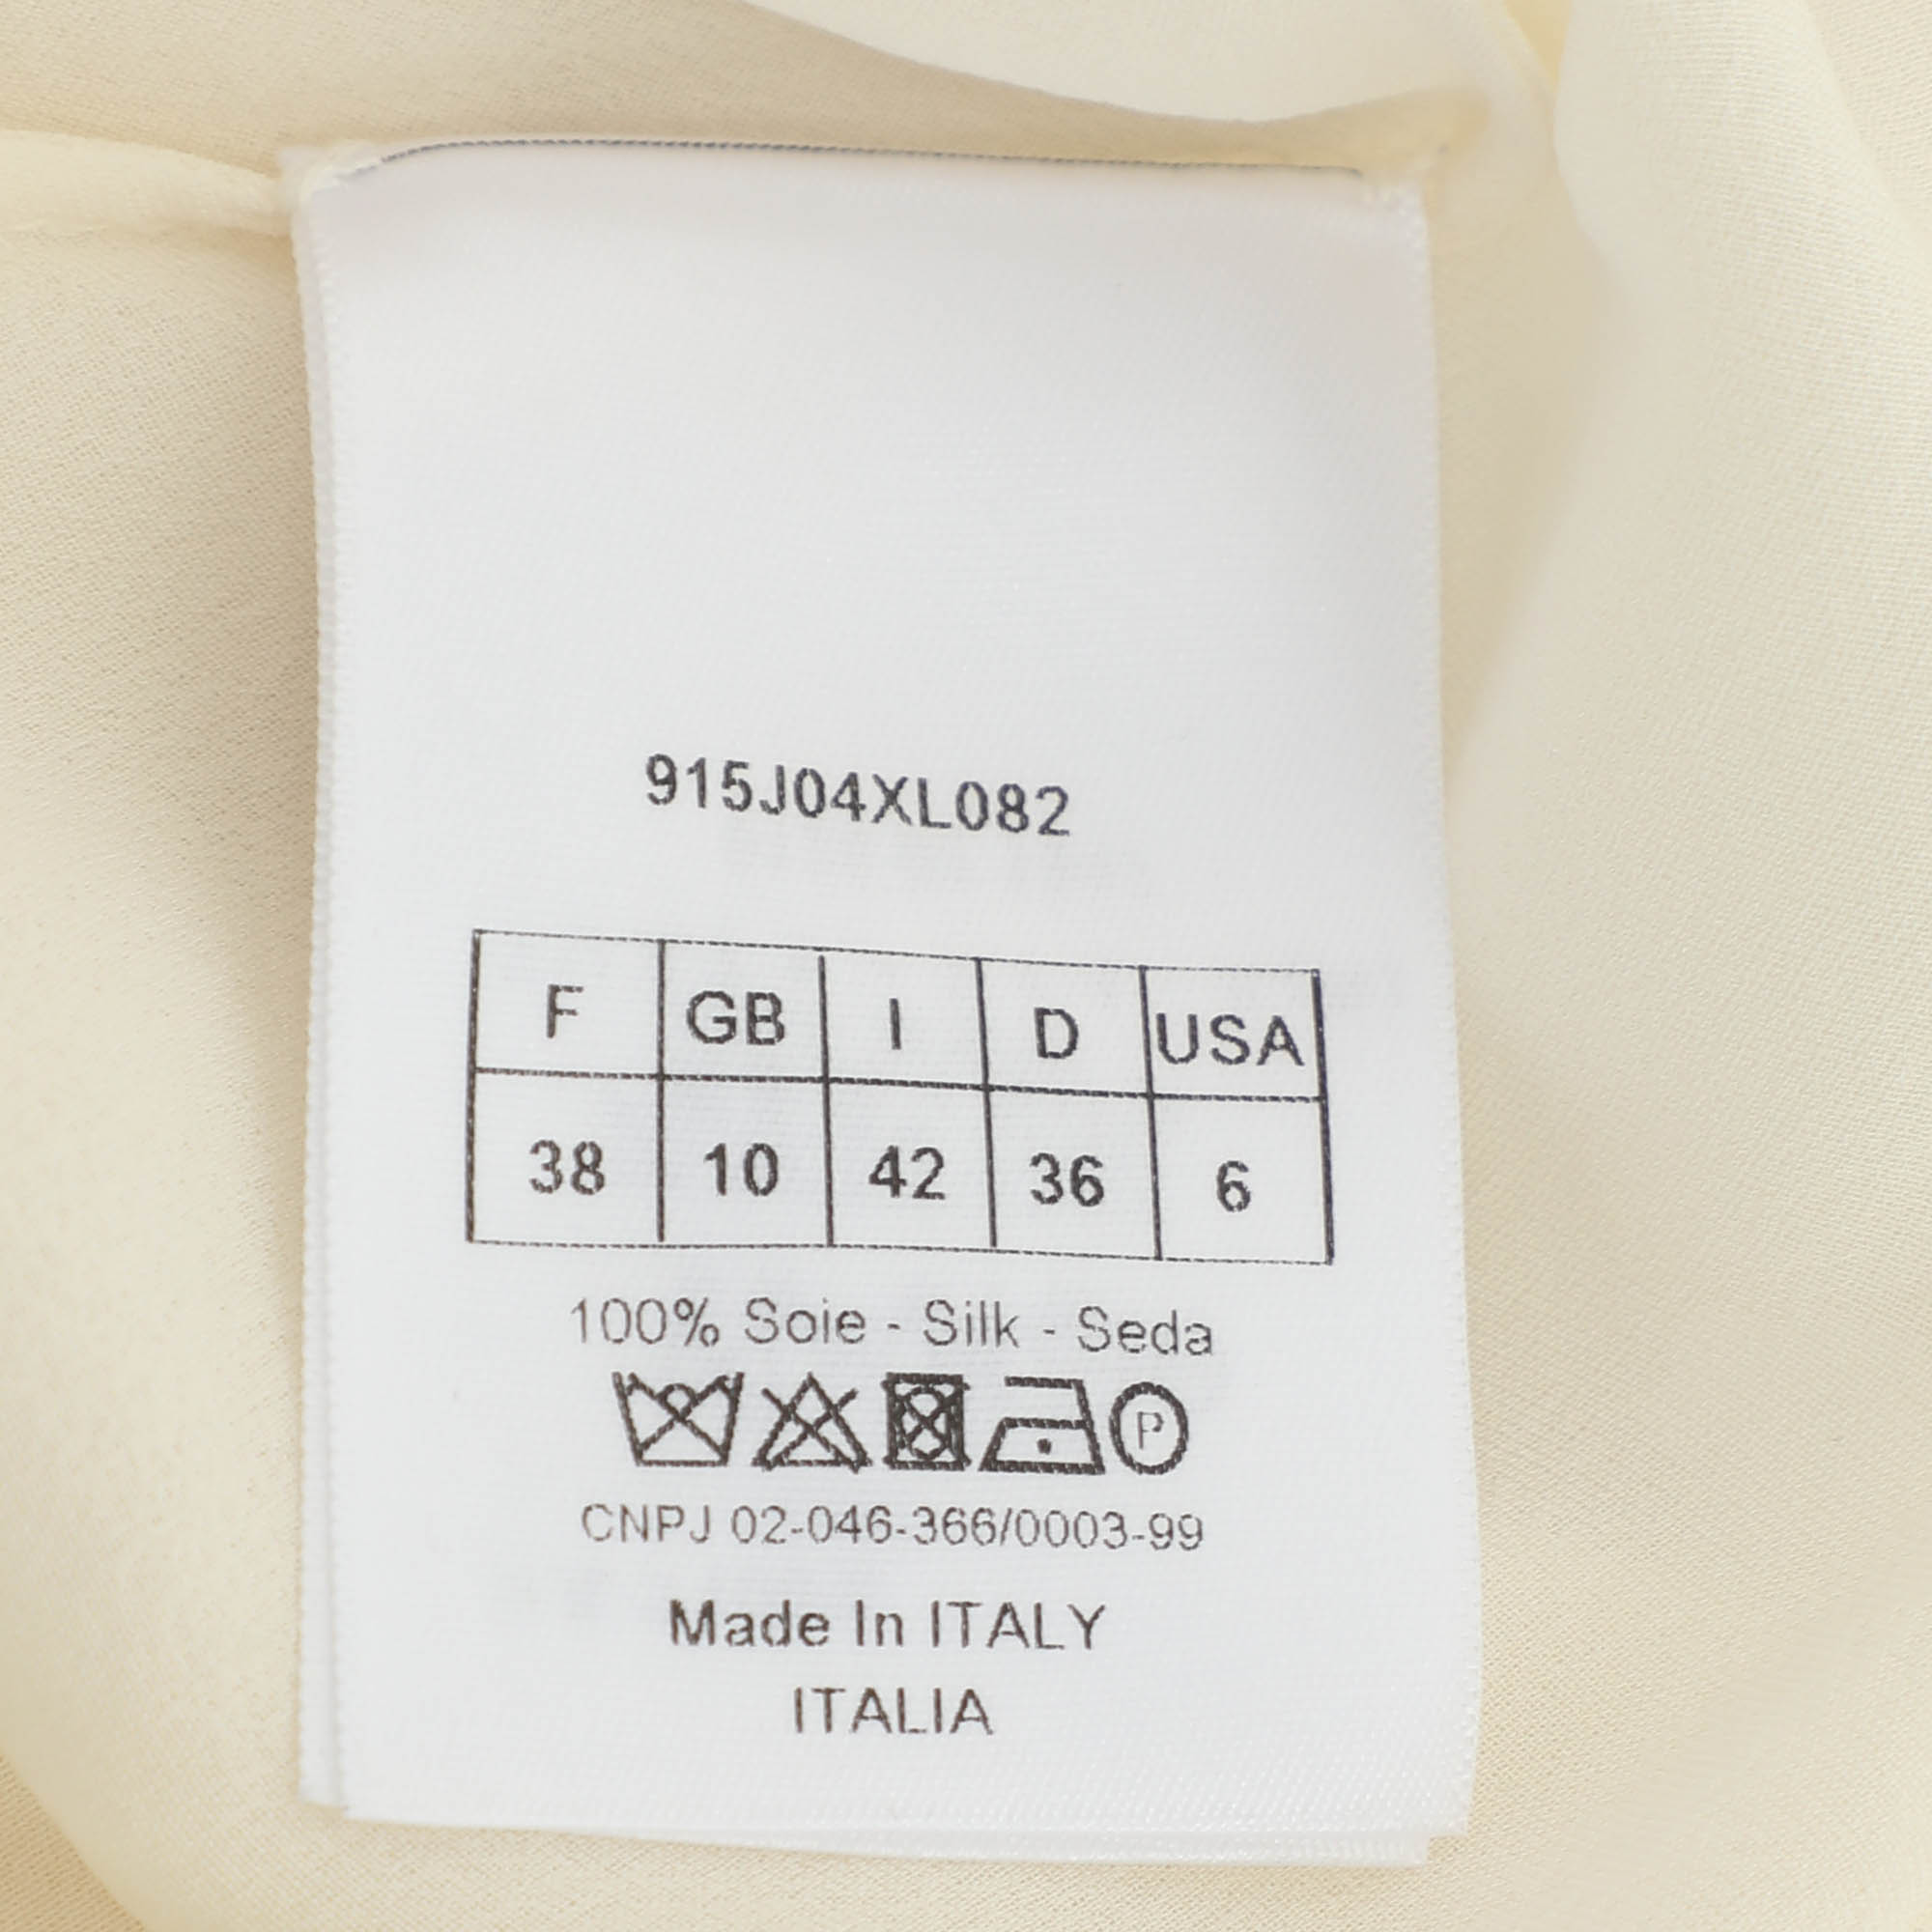 915J04XL082
F GB I D USA
38 10 42 36 6
100% Soie - Silk - Seda
P
CNPJ 02-046-366/0003-99
Made In ITALY
ITALIA